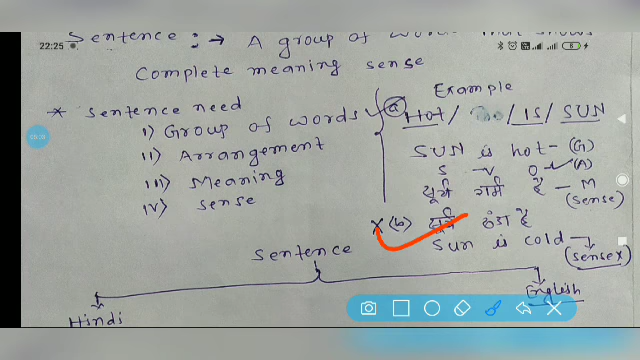 22:25
Sentence :→ A group of words that shows
Complete meaning sense
* Sentence need
i) Group of words
ii) Arrangement
iii) Meaning
iv) Sense
Example
(a) Hot / / Is / SUN
SUN is hot - (G)
S V O (A)
सूर्य गर्म है - M
(sense)
X (b) सूर्य ठंडा है
Sun is cold →
(sense X)
Sentence
Hindi
English